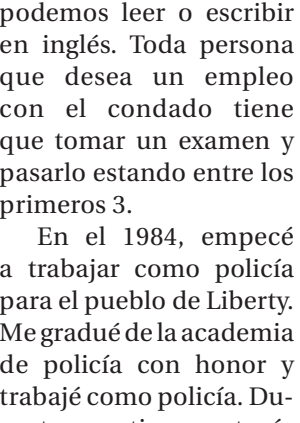 podemos leer o escribir
en inglés. Toda persona
que desea un empleo
con el condado tiene
que tomar un examen y
pasarlo estando entre los
primeros 3.
En el 1984, empecé
a trabajar como policía
para el pueblo de Liberty.
Me gradué de la academia
de policía con honor y
trabajé como policía. Du-